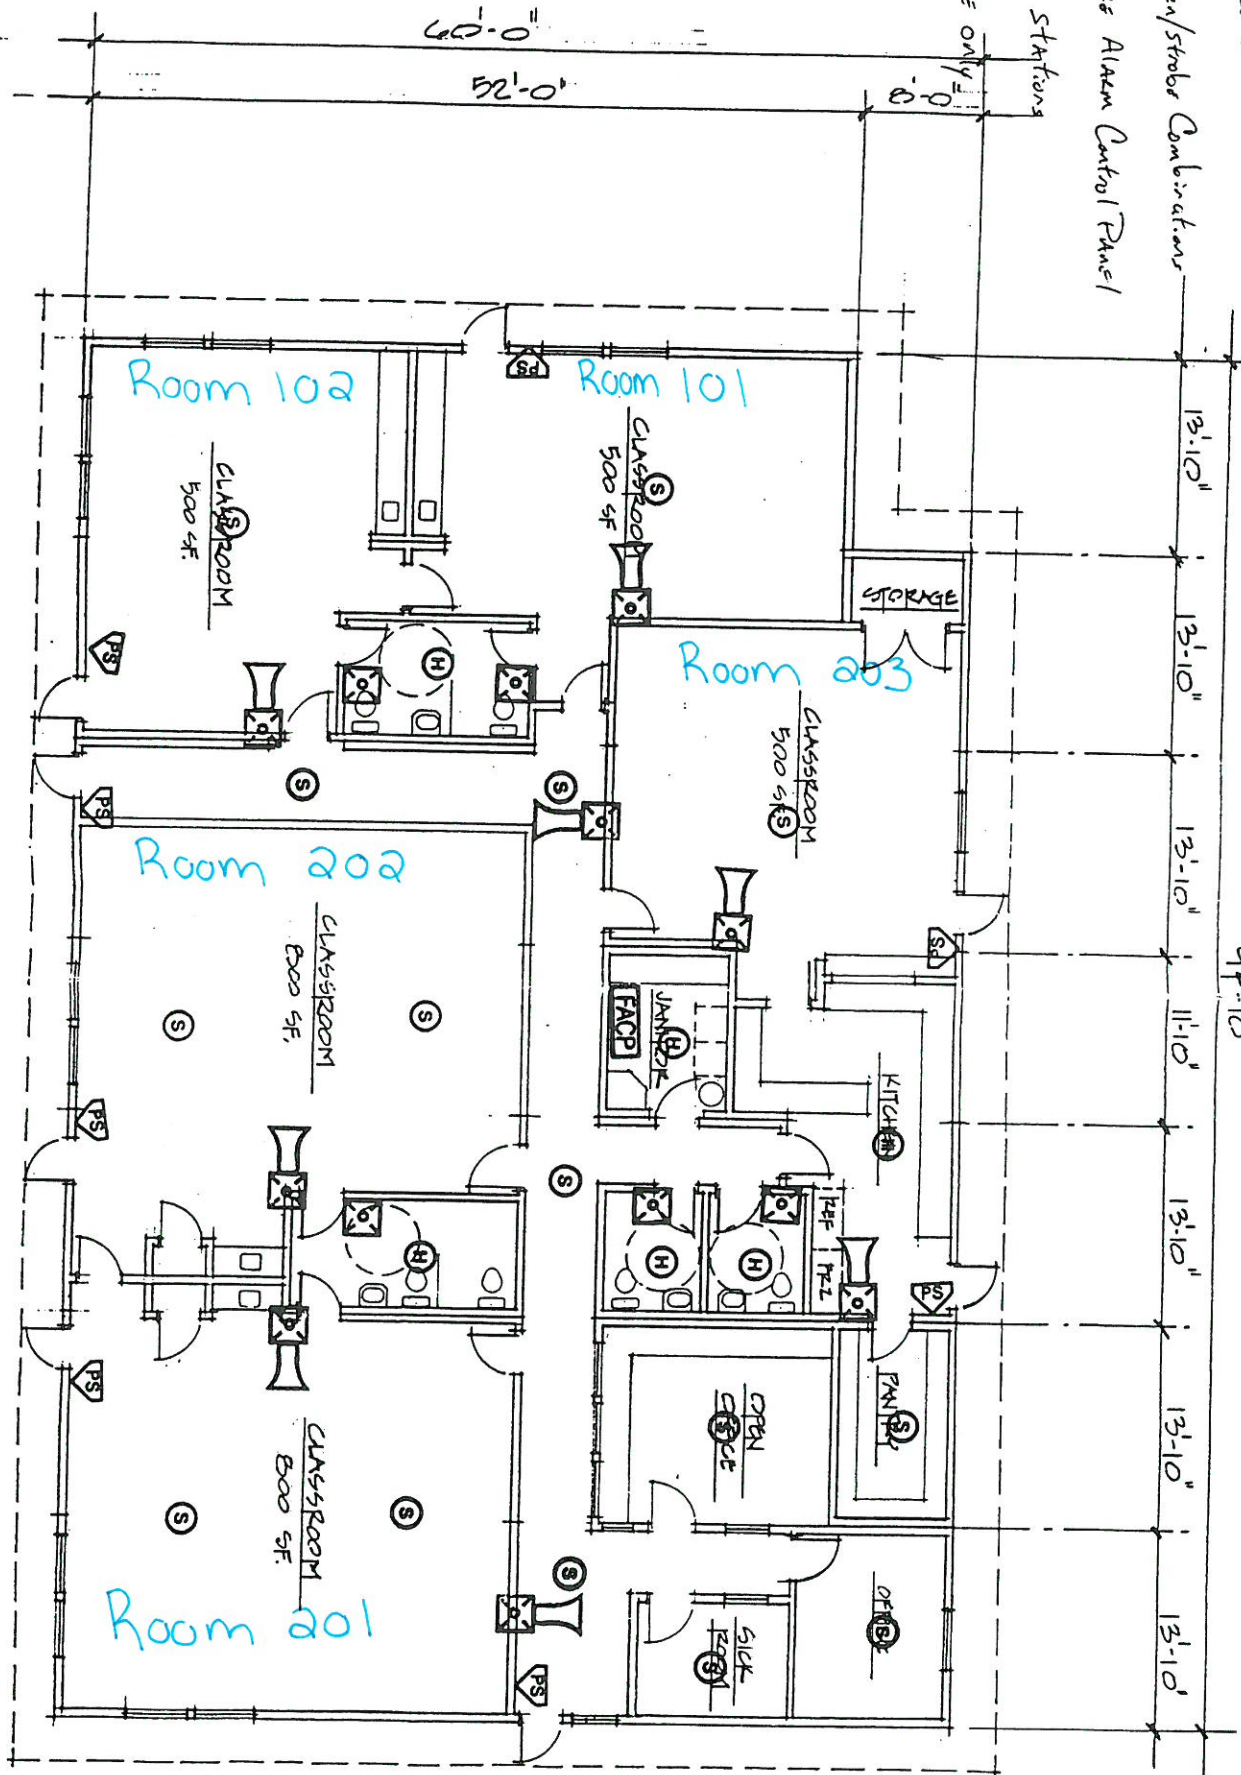 en/strobe Combinations
Alarm Control Panel
Stations
only
60'-0"
52'-0"
8'-0"
13'-10"
13'-10"
13'-10"
11'-10"
13'-10"
13'-10"
13'-10"
Room 102
CLASSROOM
500 SF.
S
PS
Room 101
CLASSROOM
500 SF
S
PS
STORAGE
H
Room 203
CLASSROOM
500 SF
S
PS
S
S
PS
Room 202
CLASSROOM
800 SF.
S
S
PS
JANITOR
H
FACP
KITCHEN
H
S
REF
FRZ
H
H
H
PS
PANTRY
S
OPEN
OFFICE
S
Room 201
CLASSROOM
800 SF.
S
S
PS
S
PS
SICK
ROOM
S
OFFICE
S